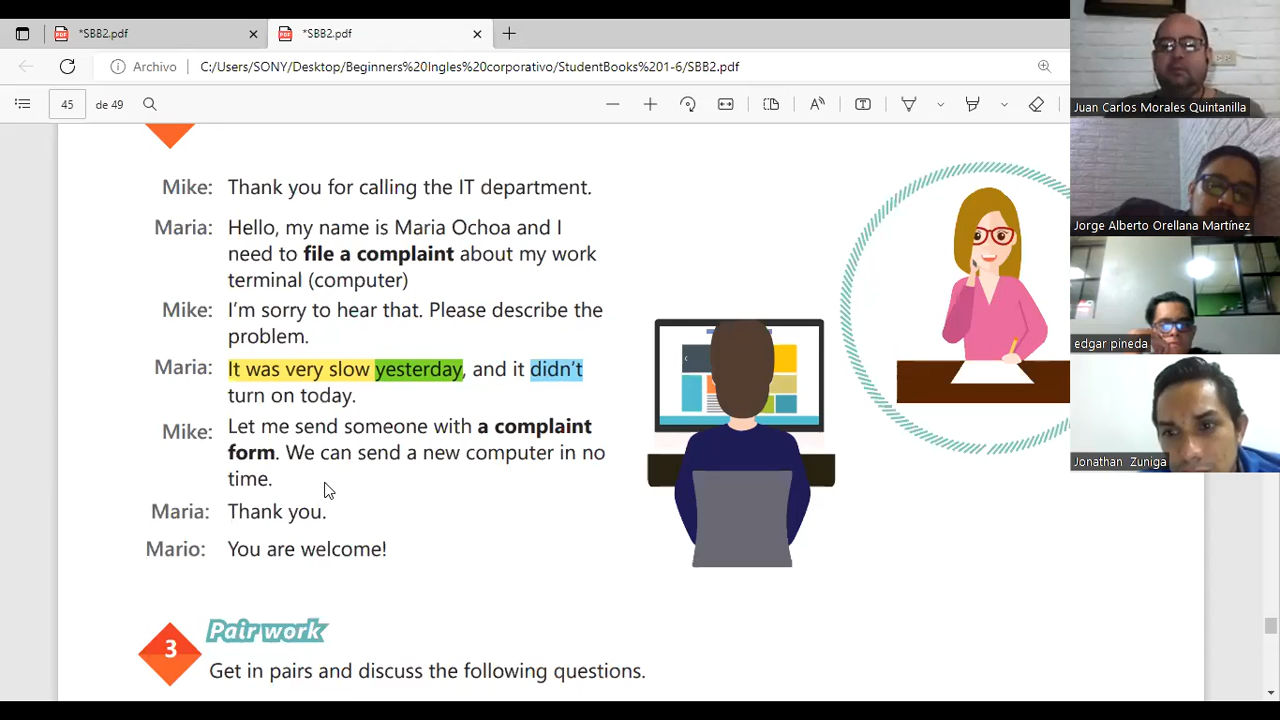 *SBB2.pdf
*SBB2.pdf
Archivo
C:/Users/SONY/Desktop/Beginners%20Ingles%20corporativo/StudentBooks%201-6/SBB2.pdf
45 de 49
Mike: Thank you for calling the IT department.
Maria: Hello, my name is Maria Ochoa and I
need to file a complaint about my work
terminal (computer)
Mike: I'm sorry to hear that. Please describe the
problem.
Maria: It was very slow yesterday, and it didn't
turn on today.
Mike: Let me send someone with a complaint
form. We can send a new computer in no
time.
Maria: Thank you.
Mario: You are welcome!
3
Pair work
Get in pairs and discuss the following questions.
Juan Carlos Morales Quintanilla
Jorge Alberto Orellana Martínez
edgar pineda
Jonathan Zuniga